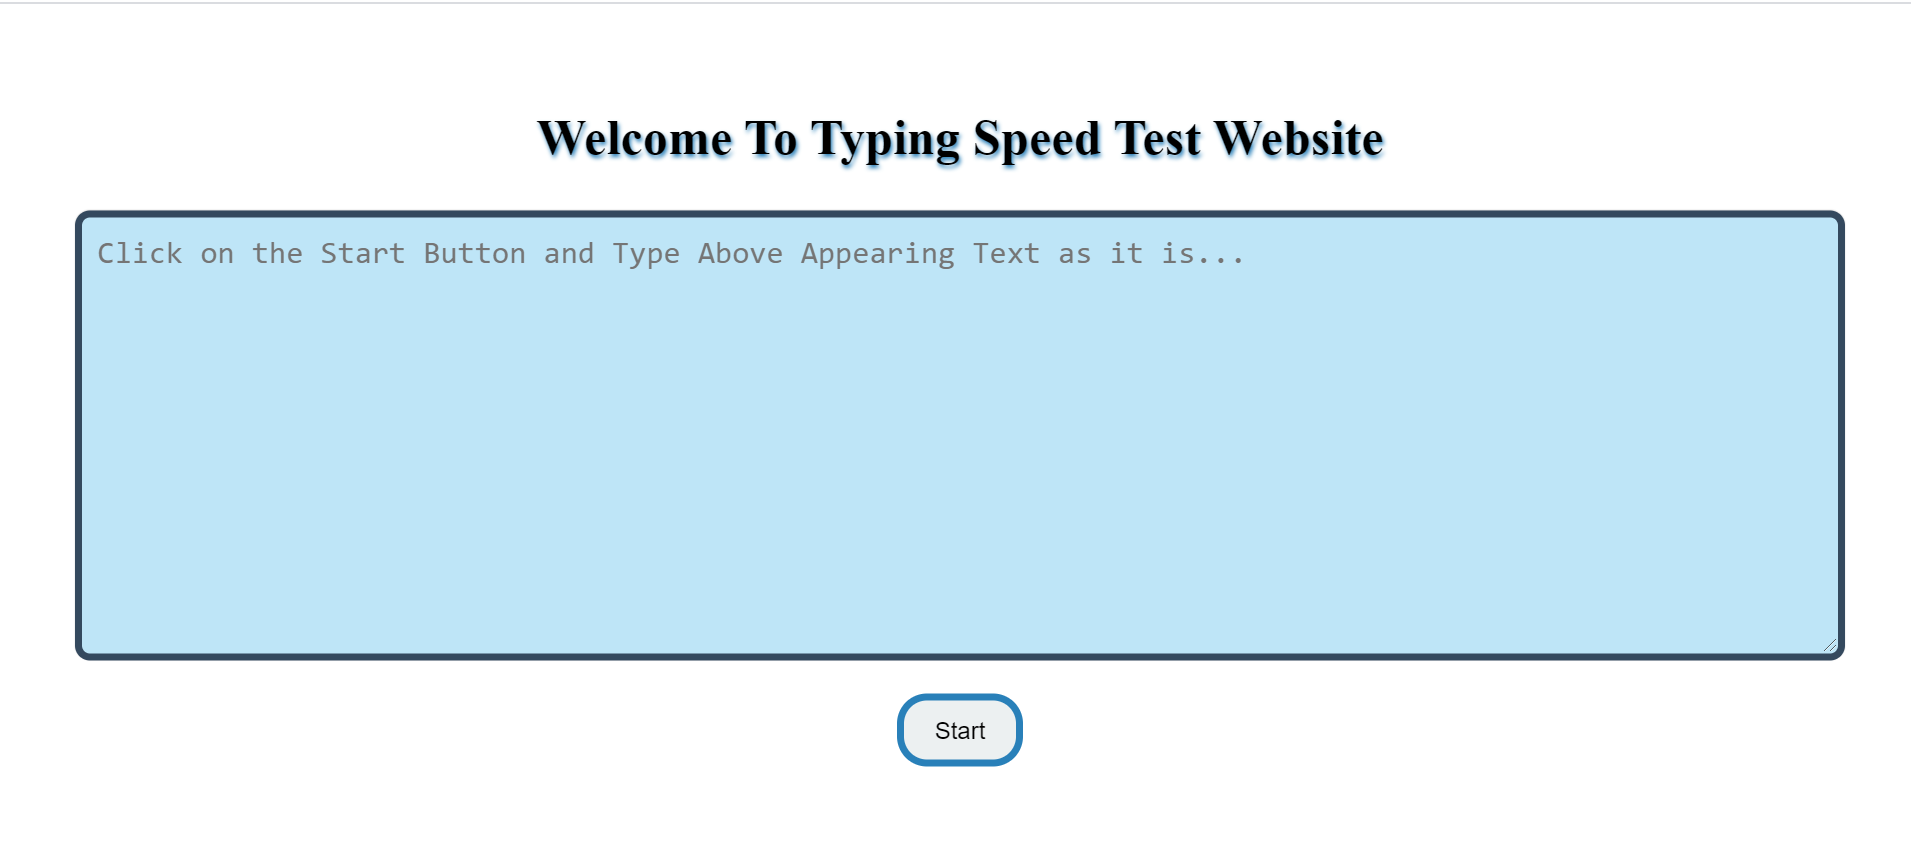 Welcome To Typing Speed Test Website
Click on the Start Button and Type Above Appearing Text as it is...
Start